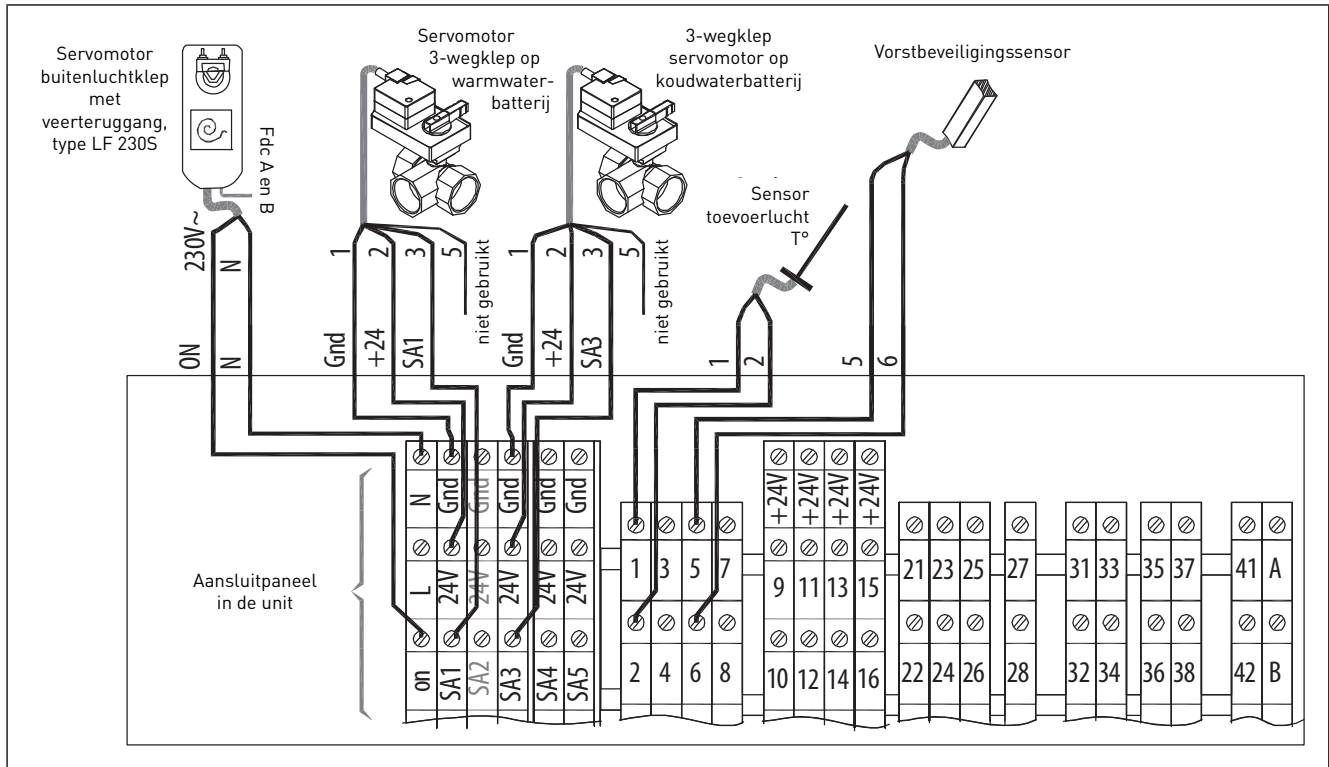 Servomotor
buitenluchtklep
met
veerteruggang,
type LF 230S
Servomotor
3-wegklep op
warmwater-
batterij
3-wegklep
servomotor op
koudwaterbatterij
Vorstbeveiligingssensor
Fdc A en B
Sensor
toevoerlucht
T°
230V~
N
1
2
3
5
niet gebruikt
1
2
3
5
niet gebruikt
ON
N
Gnd
+24
SA1
Gnd
+24
SA3
1
2
5
6
Aansluitpaneel
in de unit
N Gnd Gnd Gnd Gnd Gnd
L 24V 24V 24V 24V 24V
on SA1 SA2 SA3 SA4 SA5
+24V +24V +24V +24V
1 3 5 7
9 11 13 15
21 23 25 27
31 33 35 37
41 A
2 4 6 8
10 12 14 16
22 24 26 28
32 34 36 38
42 B